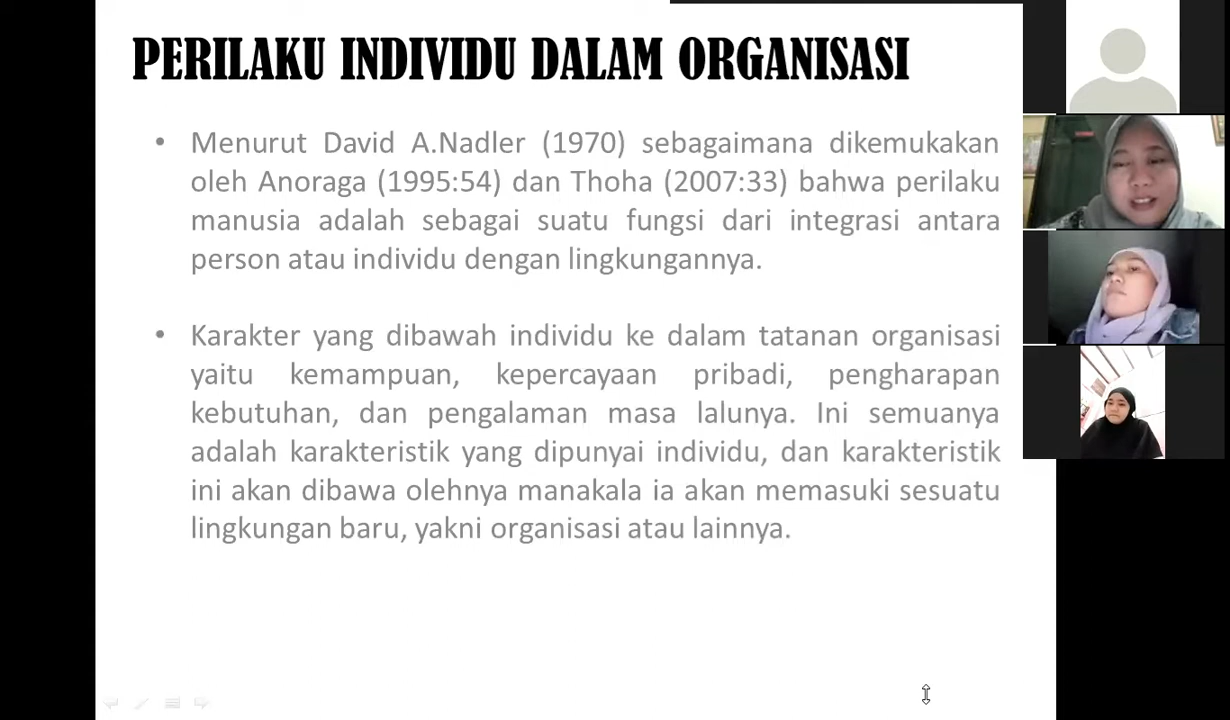 PERILAKU INDIVIDU DALAM ORGANISASI
• Menurut David A.Nadler (1970) sebagaimana dikemukakan
oleh Anoraga (1995:54) dan Thoha (2007:33) bahwa perilaku
manusia adalah sebagai suatu fungsi dari integrasi antara
person atau individu dengan lingkungannya.
• Karakter yang dibawah individu ke dalam tatanan organisasi
yaitu kemampuan, kepercayaan pribadi, pengharapan
kebutuhan, dan pengalaman masa lalunya. Ini semuanya
adalah karakteristik yang dipunyai individu, dan karakteristik
ini akan dibawa olehnya manakala ia akan memasuki sesuatu
lingkungan baru, yakni organisasi atau lainnya.